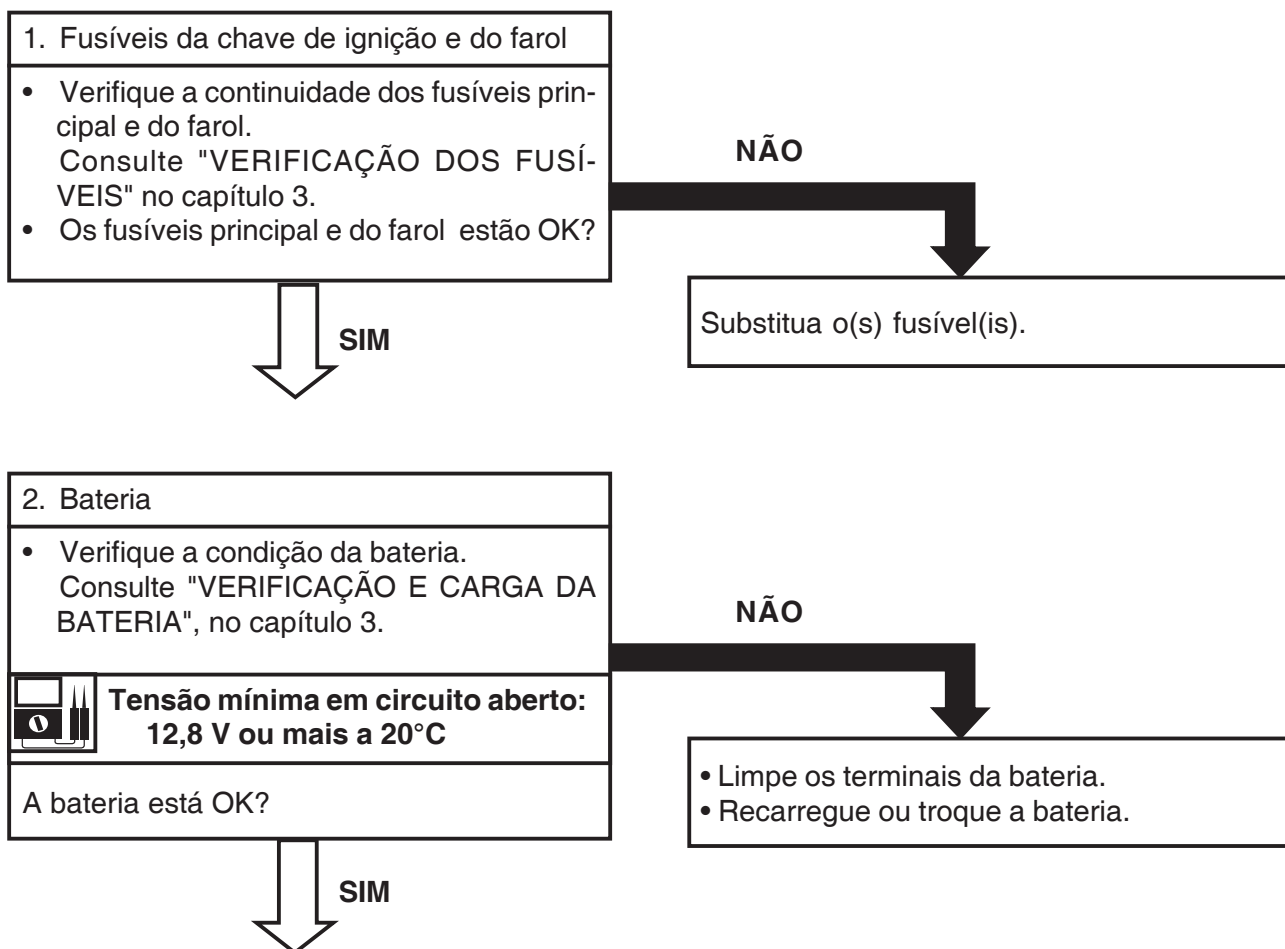 1. Fusíveis da chave de ignição e do farol
• Verifique a continuidade dos fusíveis prin-
cipal e do farol.
Consulte "VERIFICAÇÃO DOS FUSÍ-
VEIS" no capítulo 3.
• Os fusíveis principal e do farol estão OK?
NÃO
Substitua o(s) fusível(is).
SIM
2. Bateria
• Verifique a condição da bateria.
Consulte "VERIFICAÇÃO E CARGA DA
BATERIA", no capítulo 3.
Tensão mínima em circuito aberto:
12,8 V ou mais a 20°C
A bateria está OK?
NÃO
• Limpe os terminais da bateria.
• Recarregue ou troque a bateria.
SIM